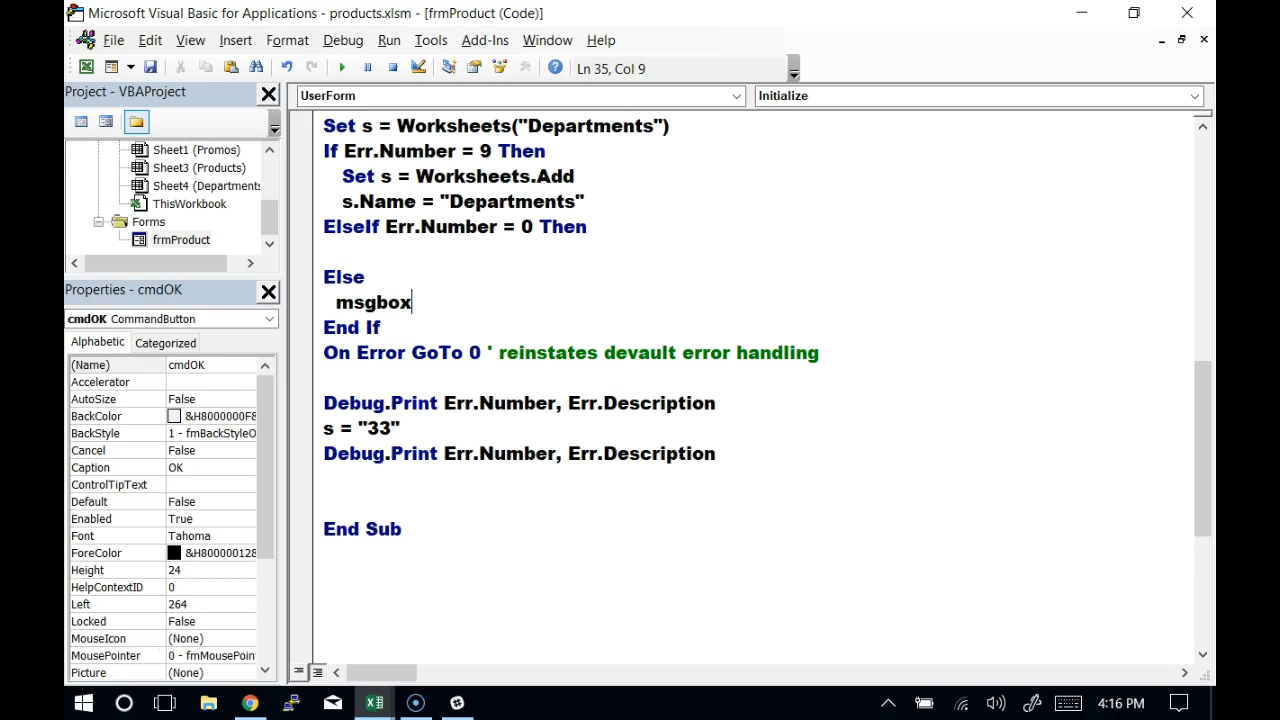 Microsoft Visual Basic for Applications - products.xlsm - [frmProduct (Code)]
File Edit View Insert Format Debug Run Tools Add-Ins Window Help
Ln 35, Col 9
Project - VBAProject
Sheet1 (Promos)
Sheet3 (Products)
Sheet4 (Departments
ThisWorkbook
Forms
frmProduct
Properties - cmdOK
cmdOK CommandButton
Alphabetic Categorized
(Name) cmdOK
Accelerator
AutoSize False
BackColor &H8000000F&
BackStyle 1 - fmBackStyleO
Cancel False
Caption OK
ControlTipText
Default False
Enabled True
Font Tahoma
ForeColor &H80000012&
Height 24
HelpContextID 0
Left 264
Locked False
MouseIcon (None)
MousePointer 0 - fmMousePoin
Picture (None)
UserForm Initialize
Set s = Worksheets("Departments")
If Err.Number = 9 Then
Set s = Worksheets.Add
s.Name = "Departments"
ElseIf Err.Number = 0 Then
Else
msgbox
End If
On Error GoTo 0 ' reinstates devault error handling
Debug.Print Err.Number, Err.Description
s = "33"
Debug.Print Err.Number, Err.Description
End Sub
4:16 PM